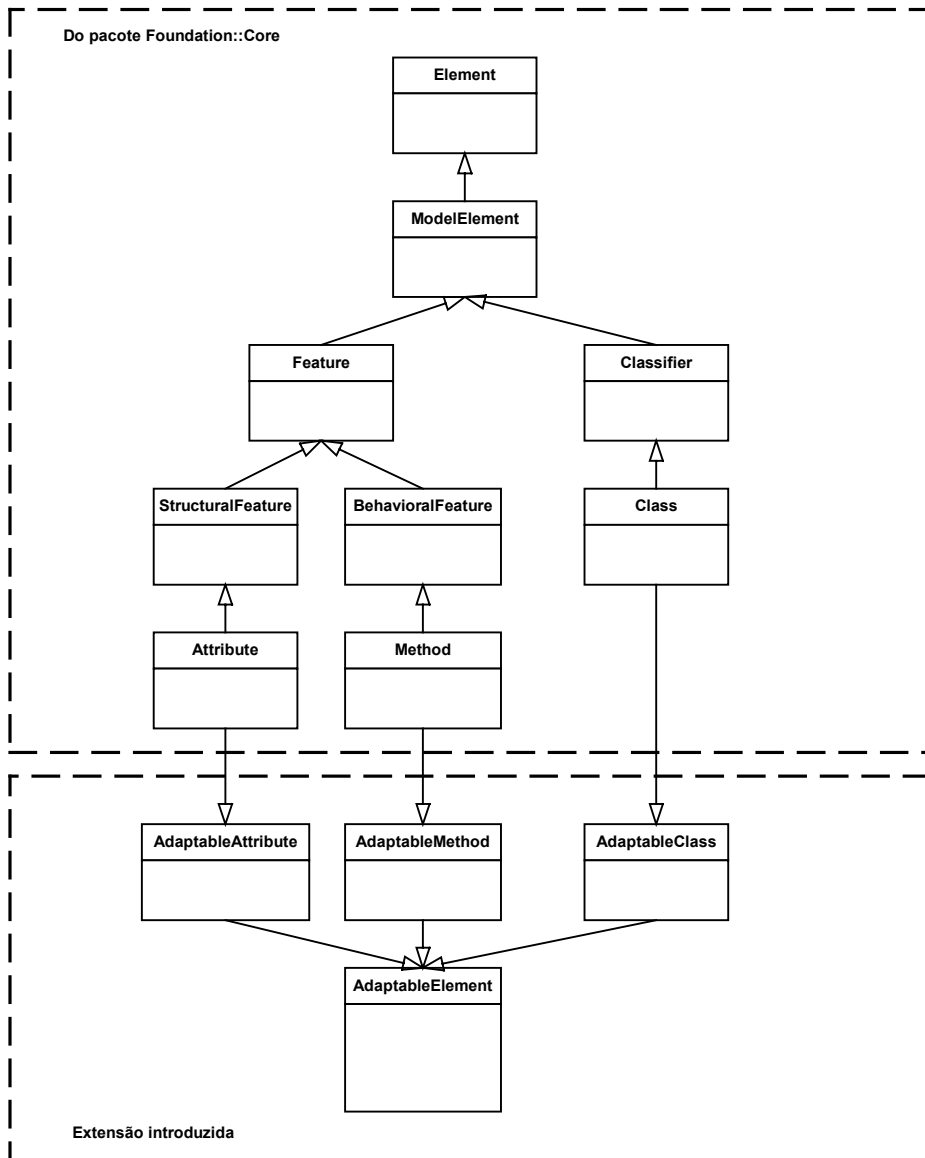 Do pacote Foundation::Core
Element
ModelElement
Feature
Classifier
StructuralFeature
BehavioralFeature
Class
Attribute
Method
AdaptableAttribute
AdaptableMethod
AdaptableClass
AdaptableElement
Extensão introduzida